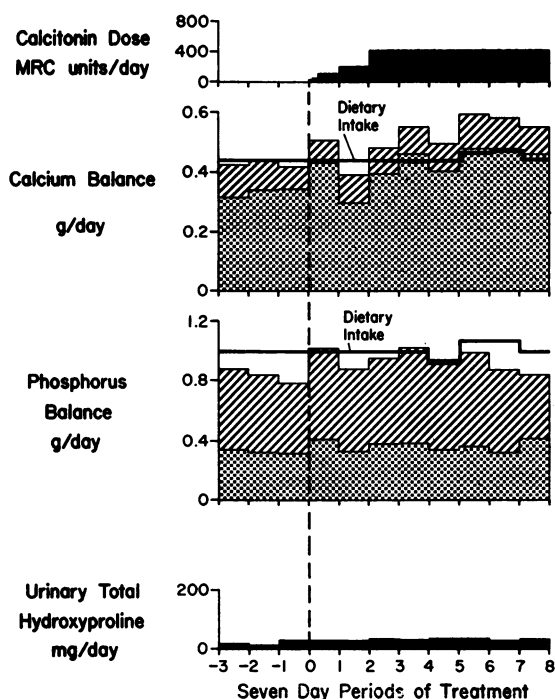 Calcitonin Dose
MRC units/day
800
400
0
Calcium Balance
g/day
0.6
0.4
0.2
0
Dietary
Intake
Phosphorus
Balance
g/day
1.2
0.8
0.4
0
Dietary
Intake
Urinary Total
Hydroxyproline
mg/day
200
0
-3 -2 -1 0 1 2 3 4 5 6 7 8
Seven Day Periods of Treatment